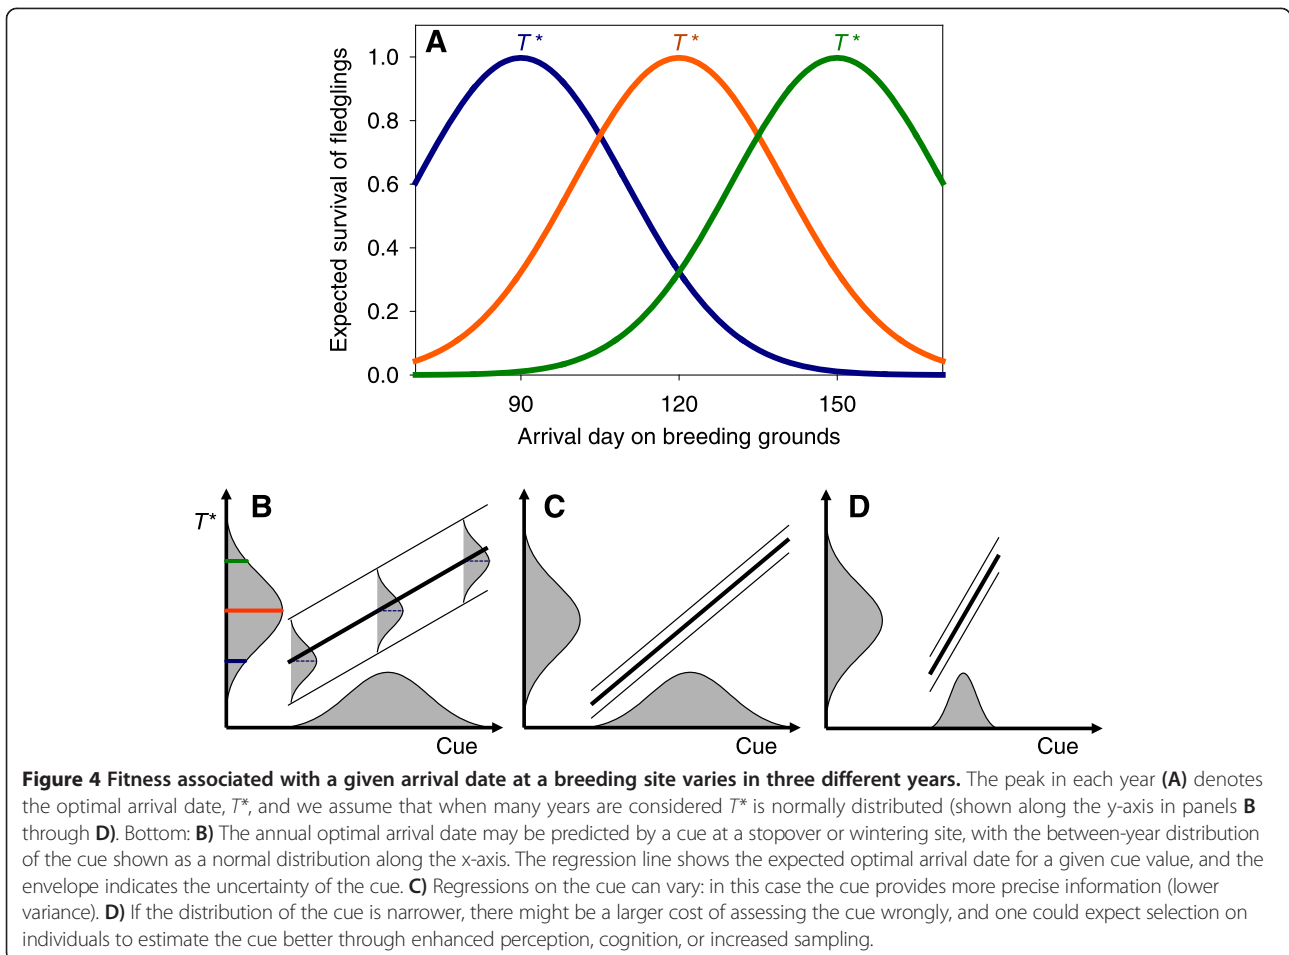 A
T*
T*
T*
1.0
0.8
0.6
0.4
0.2
0.0
Expected survival of fledglings
90
120
150
Arrival day on breeding grounds
B
T*
Cue
C
Cue
D
Cue
Figure 4 Fitness associated with a given arrival date at a breeding site varies in three different years. The peak in each year (A) denotes
the optimal arrival date, T*, and we assume that when many years are considered T* is normally distributed (shown along the y-axis in panels B
through D). Bottom: B) The annual optimal arrival date may be predicted by a cue at a stopover or wintering site, with the between-year distribution
of the cue shown as a normal distribution along the x-axis. The regression line shows the expected optimal arrival date for a given cue value, and the
envelope indicates the uncertainty of the cue. C) Regressions on the cue can vary: in this case the cue provides more precise information (lower
variance). D) If the distribution of the cue is narrower, there might be a larger cost of assessing the cue wrongly, and one could expect selection on
individuals to estimate the cue better through enhanced perception, cognition, or increased sampling.